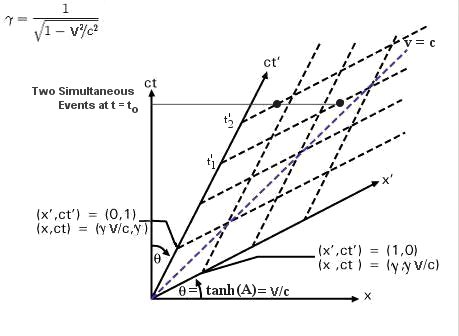 γ = 1 / √(1 - V²/c²)
v = c
ct'
ct
Two Simultaneous
Events at t = to
t'2
t'1
x'
(x',ct') = (0,1)
(x,ct) = (γ V/c,γ)
θ
(x',ct') = (1,0)
(x ,ct ) = (γ,γ V/c)
θ = tanh(A) = V/c
x